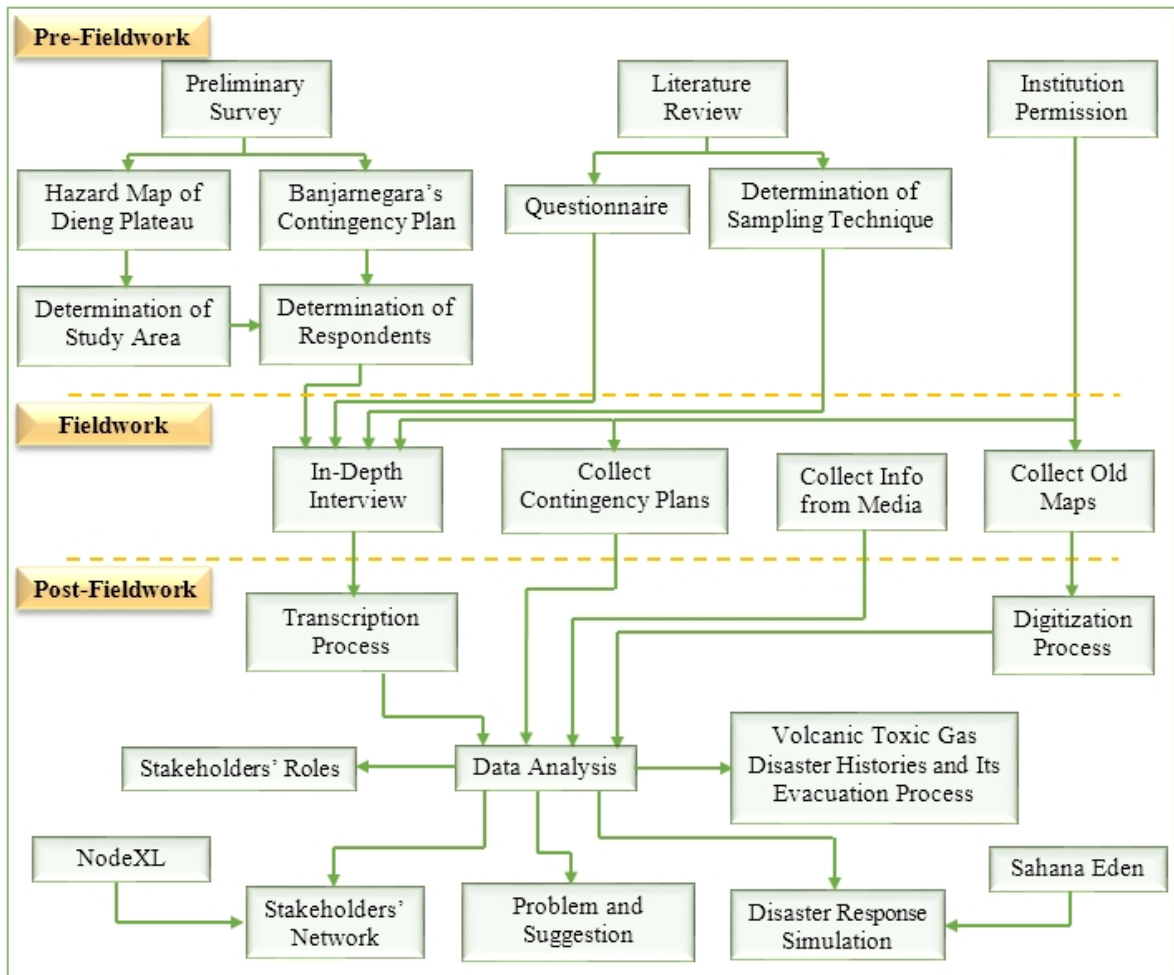 Pre-Fieldwork
Preliminary
Survey
Literature
Review
Institution
Permission
Hazard Map of
Dieng Plateau
Banjarnegara's
Contingency Plan
Questionnaire
Determination of
Sampling Technique
Determination of
Study Area
Determination of
Respondents
Fieldwork
In-Depth
Interview
Collect
Contingency Plans
Collect Info
from Media
Collect Old
Maps
Post-Fieldwork
Transcription
Process
Digitization
Process
Stakeholders' Roles
Data Analysis
Volcanic Toxic Gas
Disaster Histories and Its
Evacuation Process
NodeXL
Stakeholders'
Network
Problem and
Suggestion
Disaster Response
Simulation
Sahana Eden